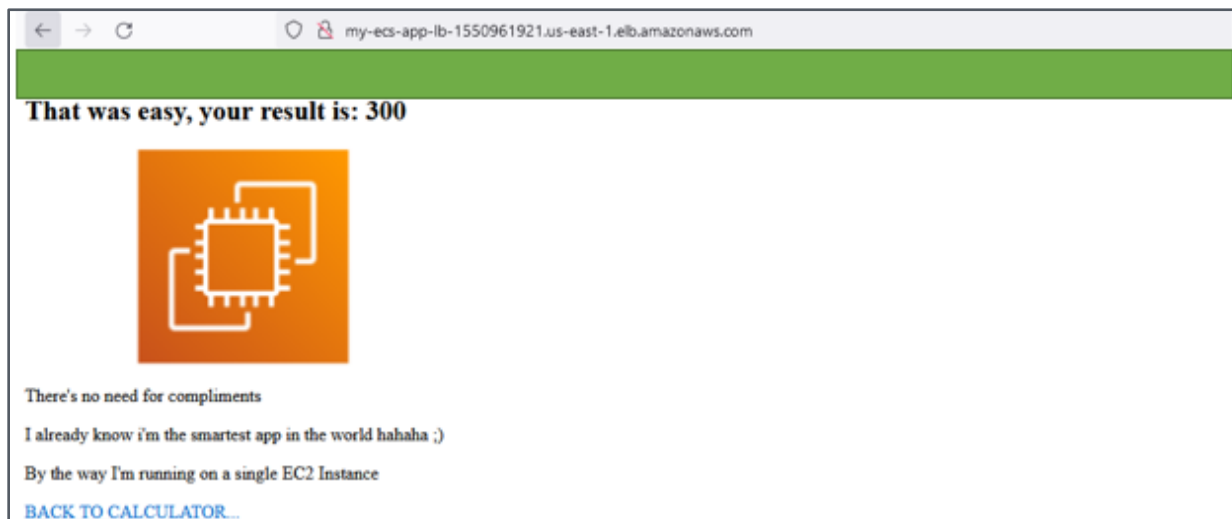 my-ecs-app-lb-1550961921.us-east-1.elb.amazonaws.com
That was easy, your result is: 300
There's no need for compliments
I already know i'm the smartest app in the world hahaha ;)
By the way I'm running on a single EC2 Instance
BACK TO CALCULATOR...